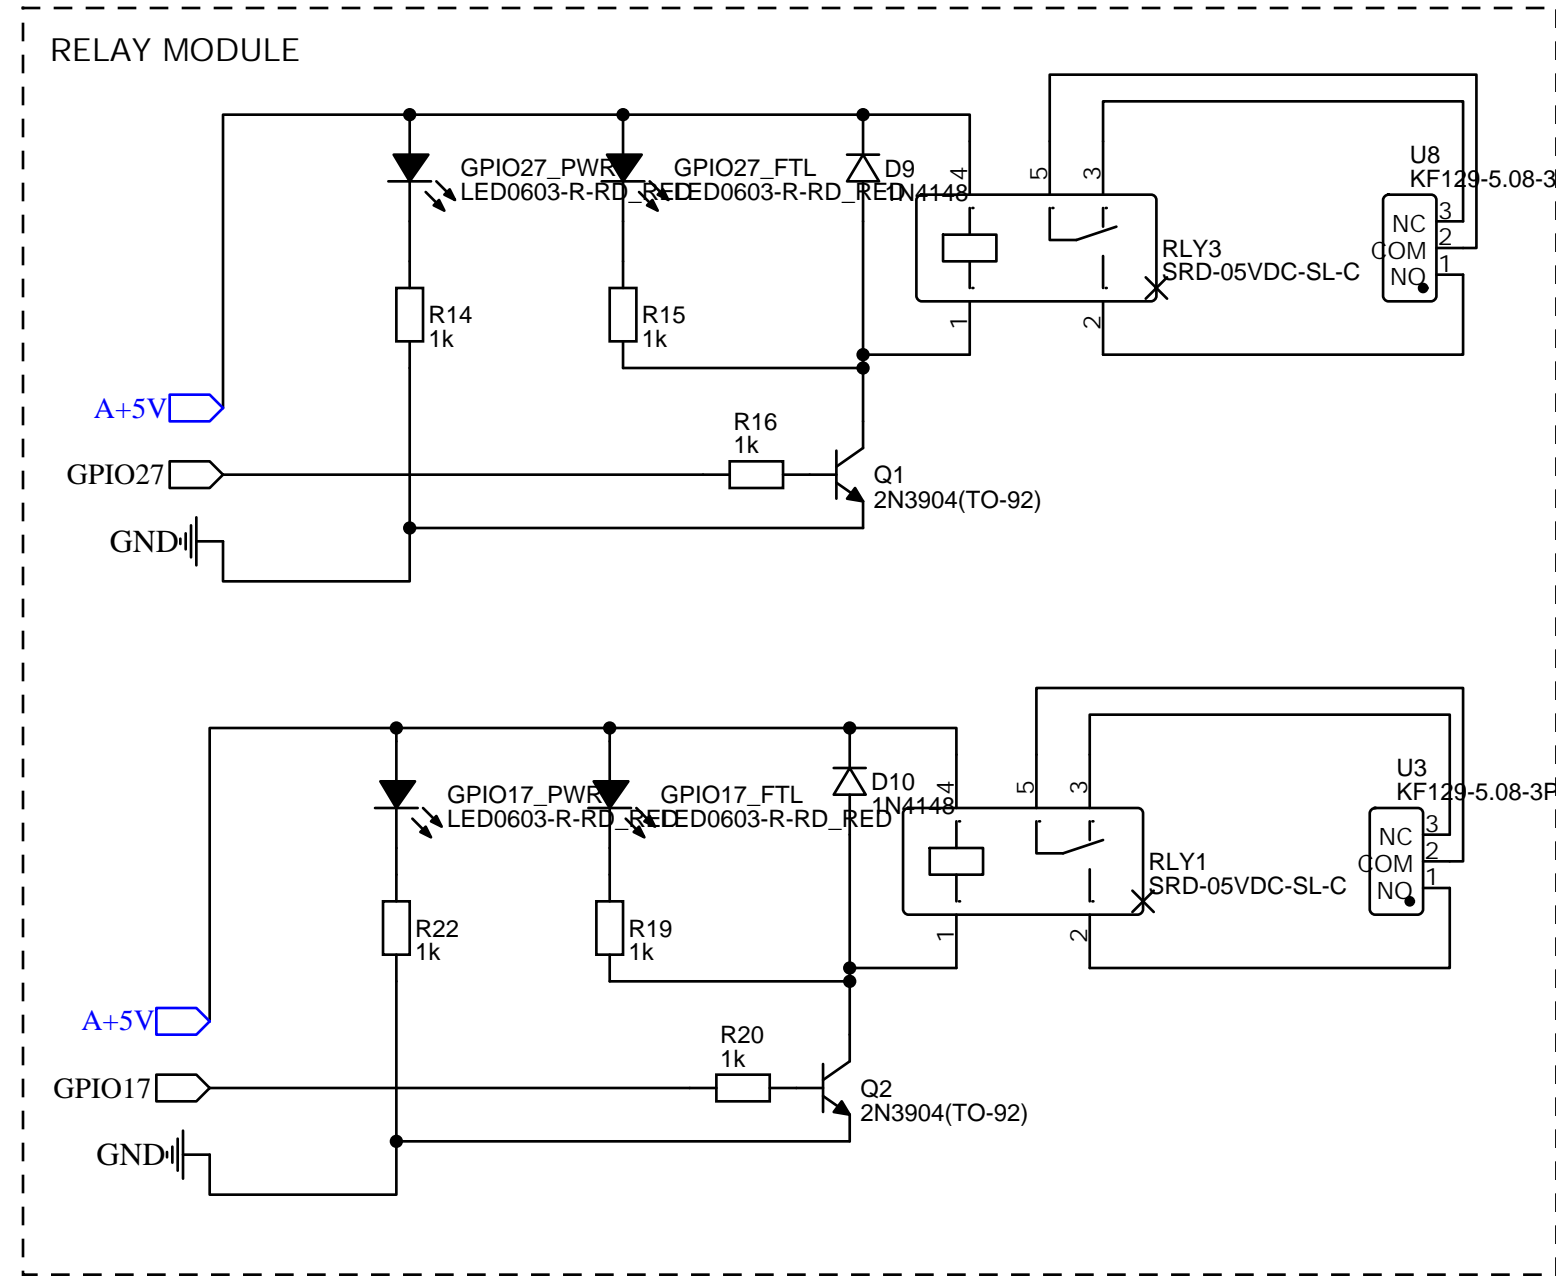 RELAY MODULE
GPIO27_PWR
LED0603-R-RD_RED
GPIO27_FTL
LED0603-R-RD_RED
D9
1N4148
4
5
3
U8
KF129-5.08-3
NC
3
COM
2
NO
1
RLY3
SRD-05VDC-SL-C
R14
1k
R15
1k
1
2
A+5V
R16
1k
GPIO27
Q1
2N3904(TO-92)
GND
GPIO17_PWR
LED0603-R-RD_RED
GPIO17_FTL
LED0603-R-RD_RED
D10
1N4148
4
5
3
U3
KF129-5.08-3P
NC
3
COM
2
NO
1
RLY1
SRD-05VDC-SL-C
R22
1k
R19
1k
1
2
A+5V
R20
1k
GPIO17
Q2
2N3904(TO-92)
GND